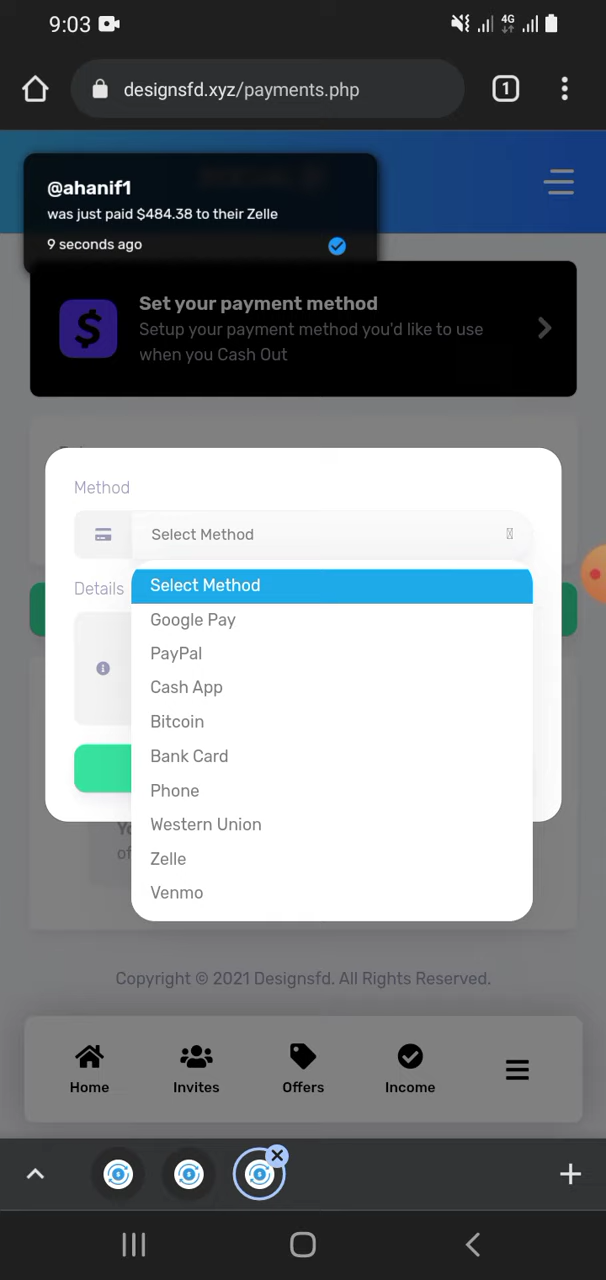 9:03
4G
designsfd.xyz/payments.php
1
@ahanif1
was just paid $484.38 to their Zelle
9 seconds ago
Set your payment method
Setup your payment method you'd like to use
when you Cash Out
Method
Select Method
Details
Select Method
Google Pay
PayPal
Cash App
Bitcoin
Bank Card
Phone
Western Union
Zelle
Venmo
Copyright © 2021 Designsfd. All Rights Reserved.
Home
Invites
Offers
Income